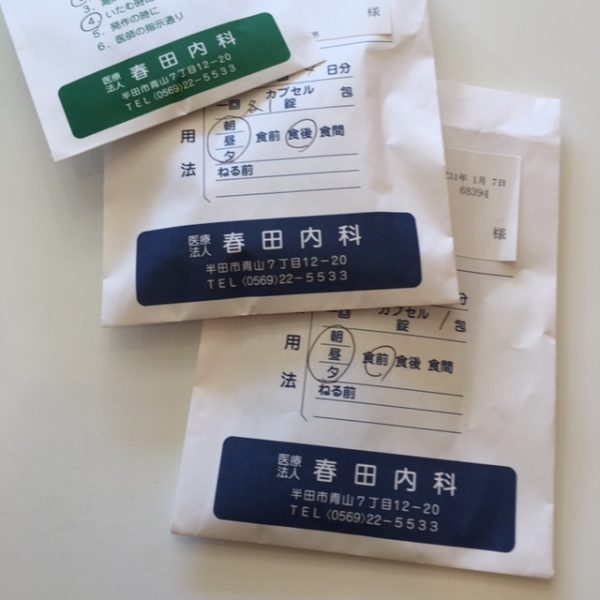 4. いたむ時に
5. 発作の時に
6. 医師の指示通り
医療法人 春田内科
半田市青山7丁目12-20
TEL (0569)22-5533
様
日分
カプセル
一回 各1 錠 包
用法
朝 昼 夕 食前 食後 食間
ねる前
医療法人 春田内科
半田市青山7丁目12-20
TEL (0569)22-5533
31年 1月 7日
68394
様
カプセル
錠 1包
用法
朝 昼 夕 食前 食後 食間
ねる前
医療法人 春田内科
半田市青山7丁目12-20
TEL (0569)22-5533